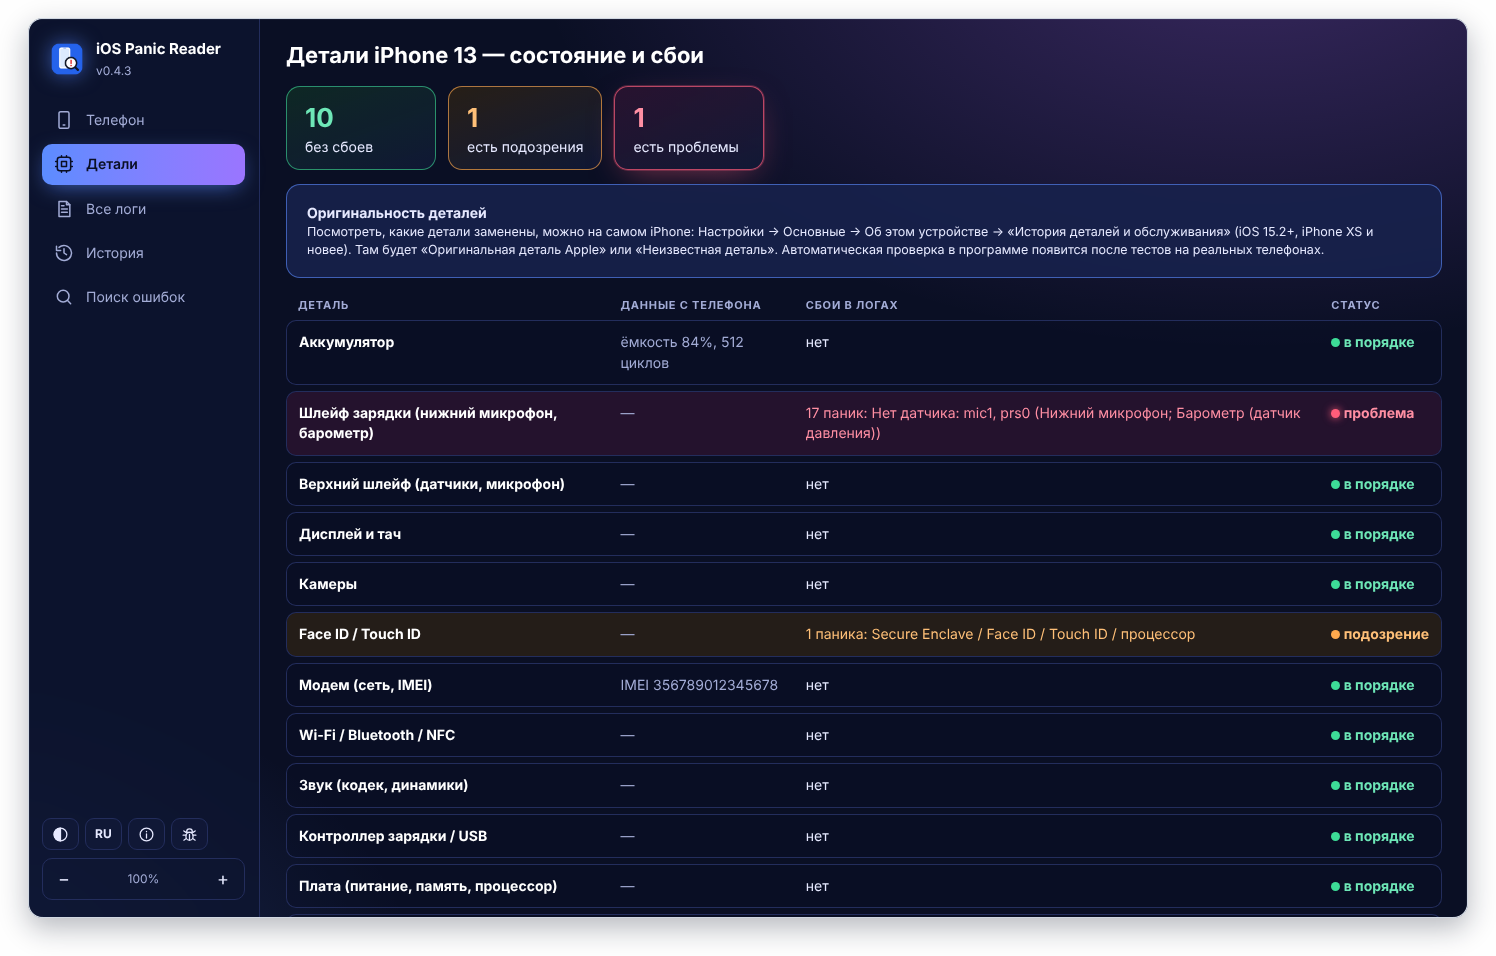 iOS Panic Reader
v0.4.3
Телефон
Детали
Все логи
История
Поиск ошибок
RU
− 100% +
Детали iPhone 13 — состояние и сбои
10
без сбоев
1
есть подозрения
1
есть проблемы
Оригинальность деталей
Посмотреть, какие детали заменены, можно на самом iPhone: Настройки → Основные → Об этом устройстве → «История деталей и обслуживания» (iOS 15.2+, iPhone XS и
новее). Там будет «Оригинальная деталь Apple» или «Неизвестная деталь». Автоматическая проверка в программе появится после тестов на реальных телефонах.
ДЕТАЛЬ ДАННЫЕ С ТЕЛЕФОНА СБОИ В ЛОГАХ СТАТУС
Аккумулятор ёмкость 84%, 512 нет в порядке
циклов
Шлейф зарядки (нижний микрофон, — 17 паник: Нет датчика: mic1, prs0 (Нижний микрофон; Барометр (датчик проблема
барометр) давления))
Верхний шлейф (датчики, микрофон) — нет в порядке
Дисплей и тач — нет в порядке
Камеры — нет в порядке
Face ID / Touch ID — 1 паника: Secure Enclave / Face ID / Touch ID / процессор подозрение
Модем (сеть, IMEI) IMEI 356789012345678 нет в порядке
Wi-Fi / Bluetooth / NFC — нет в порядке
Звук (кодек, динамики) — нет в порядке
Контроллер зарядки / USB — нет в порядке
Плата (питание, память, процессор) — нет в порядке